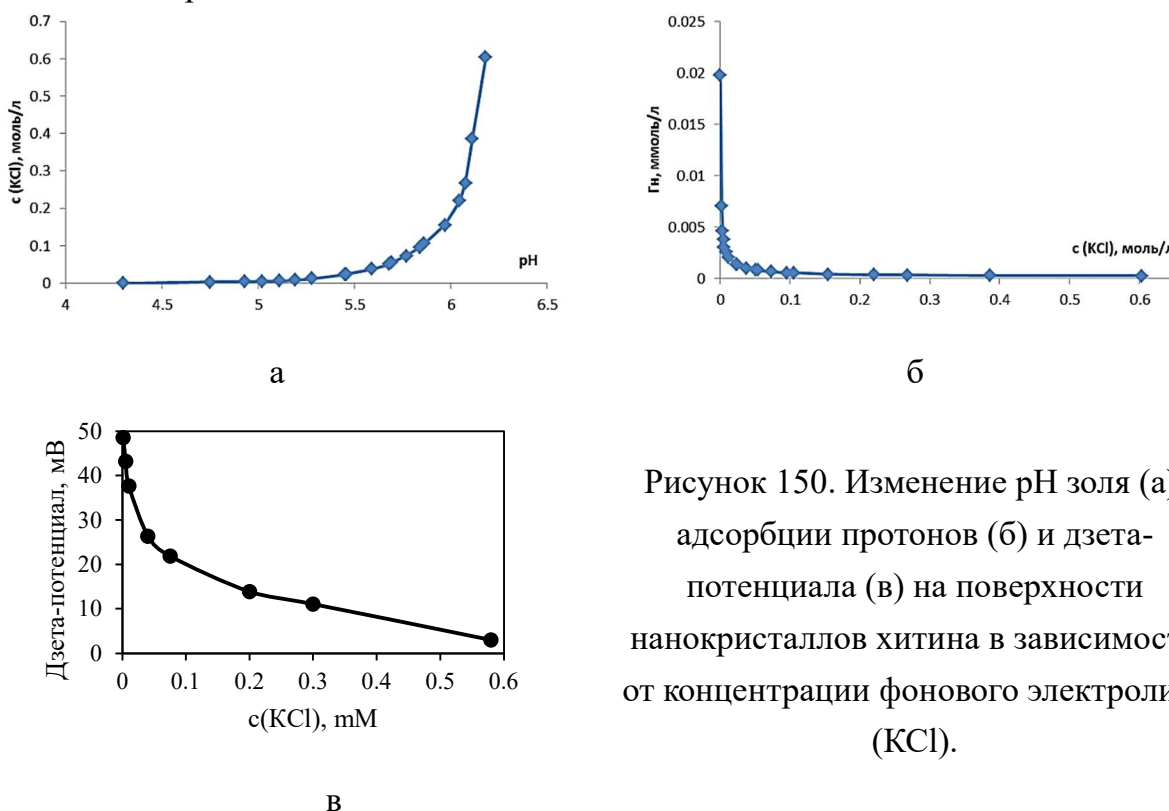 0.7
0.6
0.5
0.4
0.3
0.2
0.1
0
с (KCl), моль/л
pH
4
4.5
5
5.5
6
6.5
а
0.025
0.02
0.015
0.01
0.005
0
Гн, ммоль/л
с (KCl), моль/л
0
0.1
0.2
0.3
0.4
0.5
0.6
б
50
40
30
20
10
0
Дзета-потенциал, мВ
0
0.1
0.2
0.3
0.4
0.5
0.6
с(KCl), mM
в
Рисунок 150. Изменение pH золя (а)
адсорбции протонов (б) и дзета-
потенциала (в) на поверхности
нанокристаллов хитина в
от концентрации фонового
(KCl).